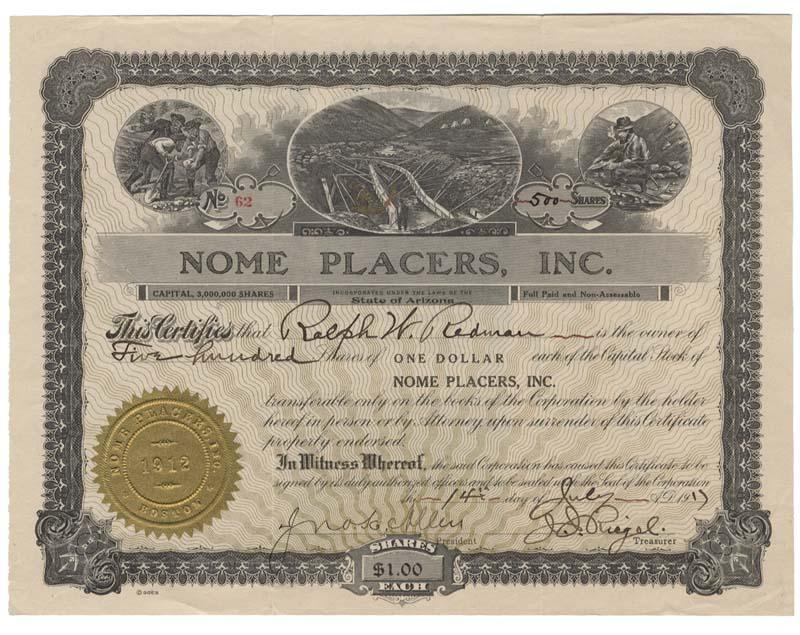 No 62
500 SHARES
NOME PLACERS, INC.
CAPITAL, 3,000,000 SHARES
INCORPORATED UNDER THE LAWS OF THE
State of Arizona
Full Paid and Non-Assessable
This Certifies that Ralph W. Redman is the owner of
Five hundred Shares of ONE DOLLAR each of the Capital Stock of
NOME PLACERS, INC.
transferable only on the books of the Corporation by the holder
hereof in person or by Attorney upon surrender of this Certificate
properly endorsed.
In Witness Whereof, the said Corporation has caused this Certificate to be
signed by its duly authorized officers and to be sealed with the Seal of the Corporation
the 14th day of July A.D. 191
NOME PLACERS, INC.
1912
BOSTON
Allen
President
Riegel.
Treasurer
SHARES
$1.00
EACH
© GOES